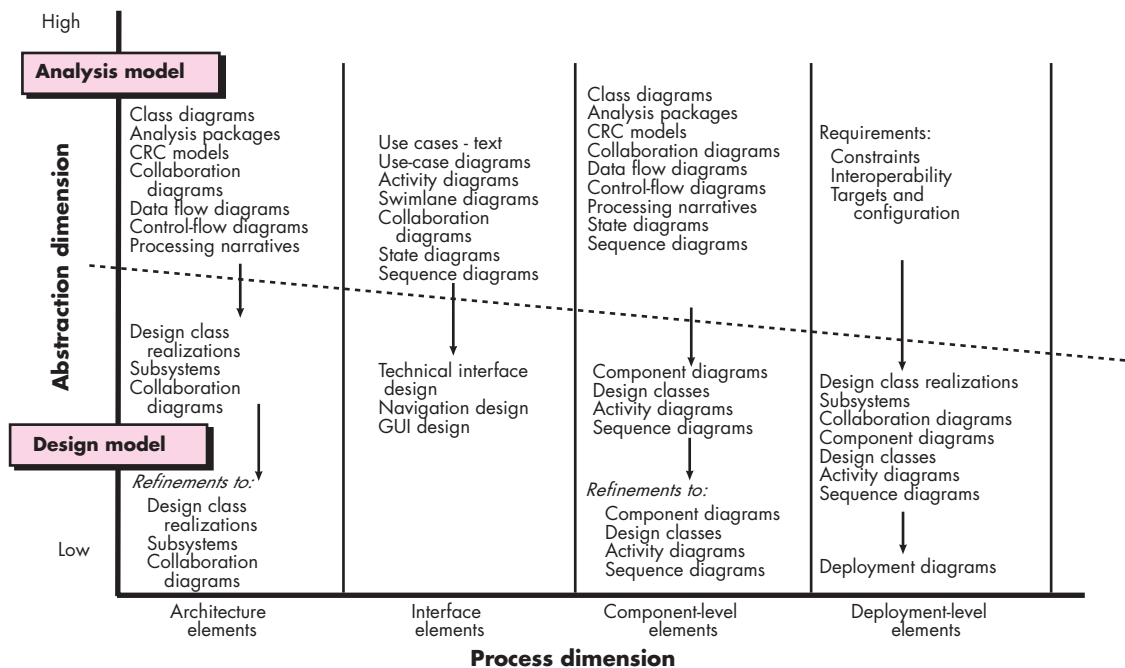 High
Analysis model
Abstraction dimension
Design model
Low
Class diagrams
Analysis packages
CRC models
Collaboration
diagrams
Data flow diagrams
Control-flow diagrams
Processing narratives
Design class
realizations
Subsystems
Collaboration
diagrams
Refinements to:
Design class
realizations
Subsystems
Collaboration
diagrams
Architecture
elements
Use cases - text
Use-case diagrams
Activity diagrams
Swimlane diagrams
Collaboration
diagrams
State diagrams
Sequence diagrams
Technical interface
design
Navigation design
GUI design
Interface
elements
Class diagrams
Analysis packages
CRC models
Collaboration diagrams
Data flow diagrams
Control-flow diagrams
Processing narratives
State diagrams
Sequence diagrams
Component diagrams
Design classes
Activity diagrams
Sequence diagrams
Refinements to:
Component diagrams
Design classes
Activity diagrams
Sequence diagrams
Component-level
elements
Requirements:
Constraints
Interoperability
Targets and
configuration
Design class realizations
Subsystems
Collaboration diagrams
Component diagrams
Design classes
Activity diagrams
Sequence diagrams
Deployment diagrams
Deployment-level
elements
Process dimension